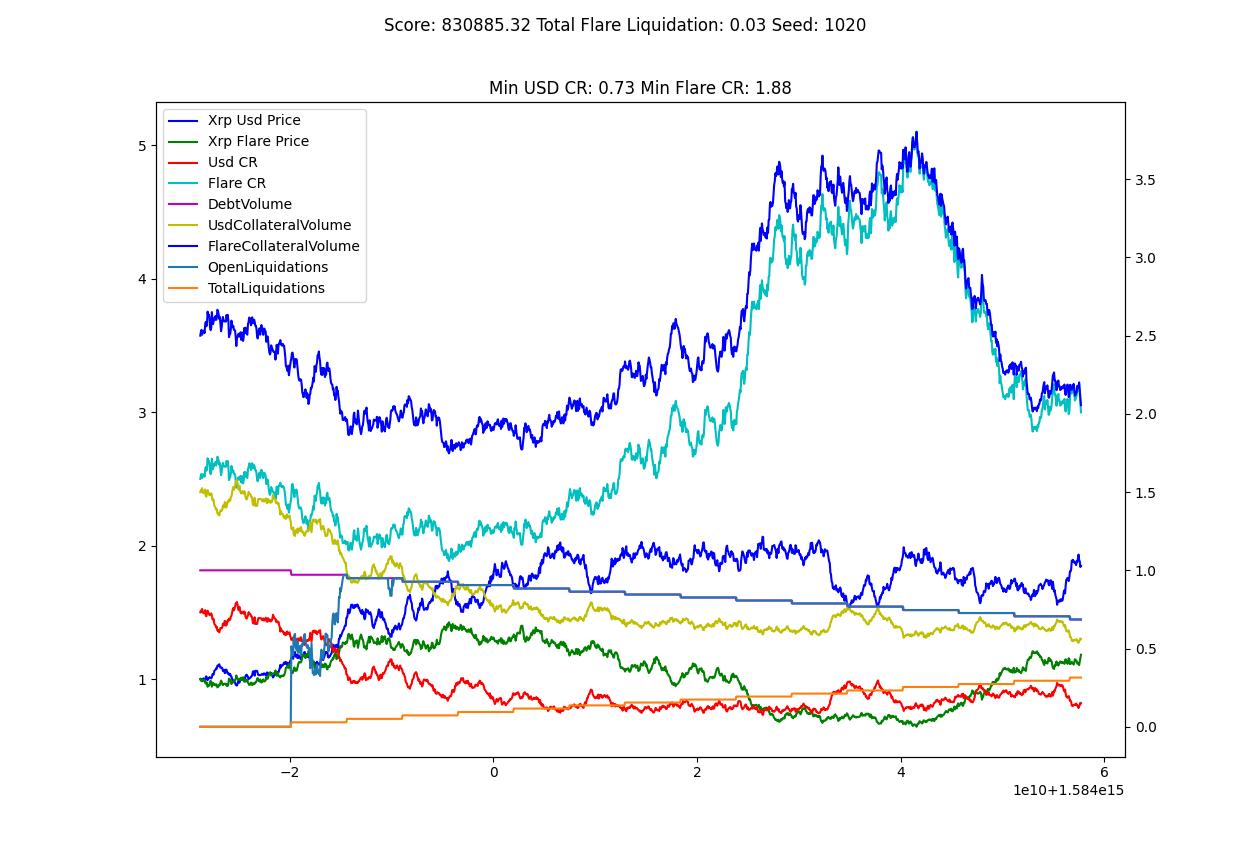 Score: 830885.32 Total Flare Liquidation: 0.03 Seed: 1020
Min USD CR: 0.73 Min Flare CR: 1.88
Xrp Usd Price
Xrp Flare Price
Usd CR
Flare CR
DebtVolume
UsdCollateralVolume
FlareCollateralVolume
OpenLiquidations
TotalLiquidations
5
4
3
2
1
3.5
3.0
2.5
2.0
1.5
1.0
0.5
0.0
−2
0
2
4
6
1e10+1.584e15